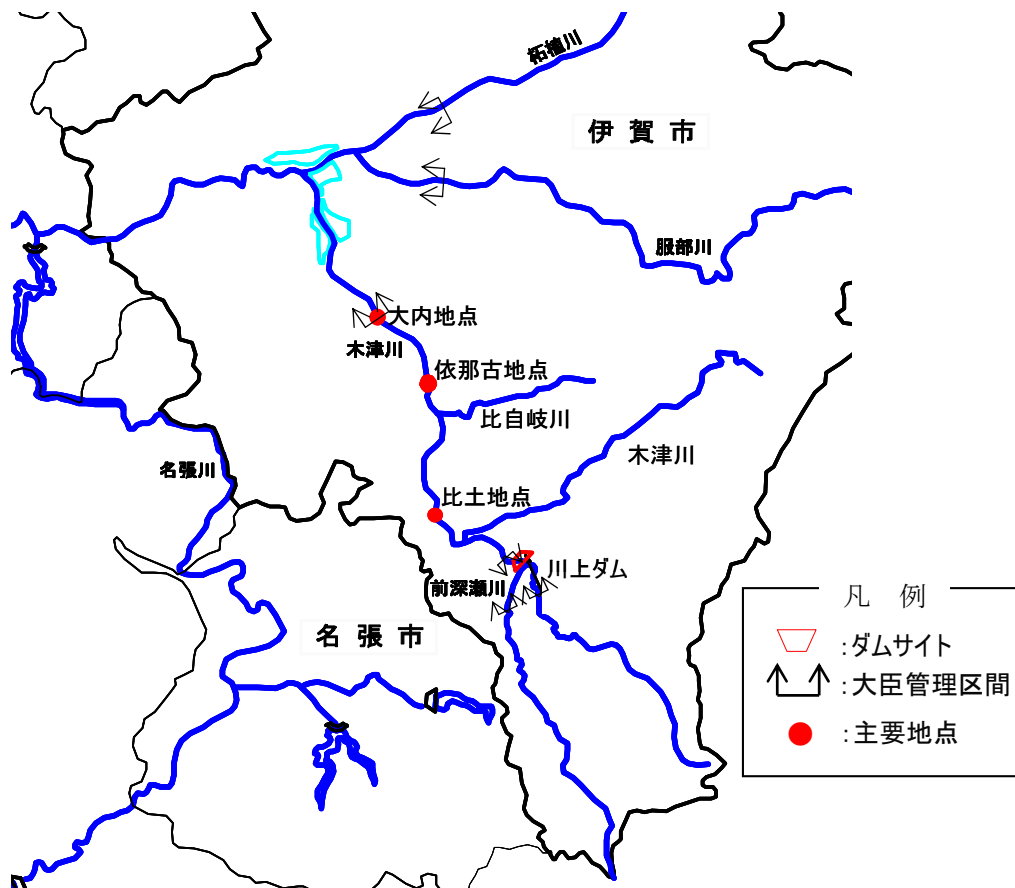 柘植川
伊賀市
服部川
大内地点
木津川
依那古地点
比自岐川
木津川
名張川
比土地点
川上ダム
前深瀬川
名張市
凡 例
:ダムサイト
:大臣管理区間
:主要地点